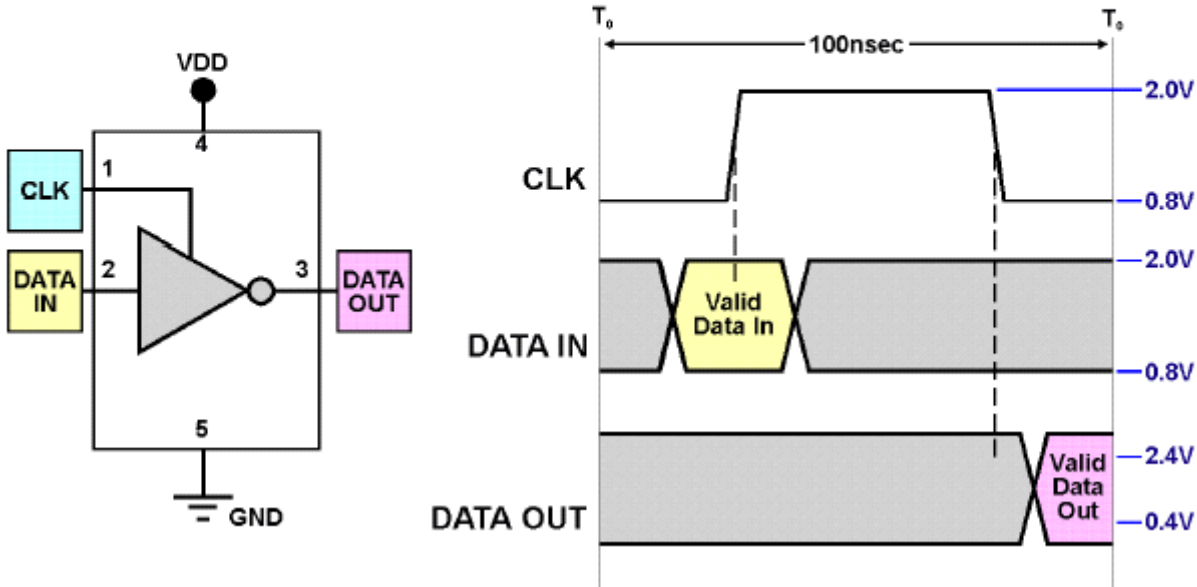 VDD
4
CLK
1
DATA
IN
2
3
DATA
OUT
5
GND
T₀
T₀
100nsec
CLK
2.0V
0.8V
DATA IN
Valid
Data In
2.0V
0.8V
DATA OUT
Valid
Data
Out
2.4V
0.4V